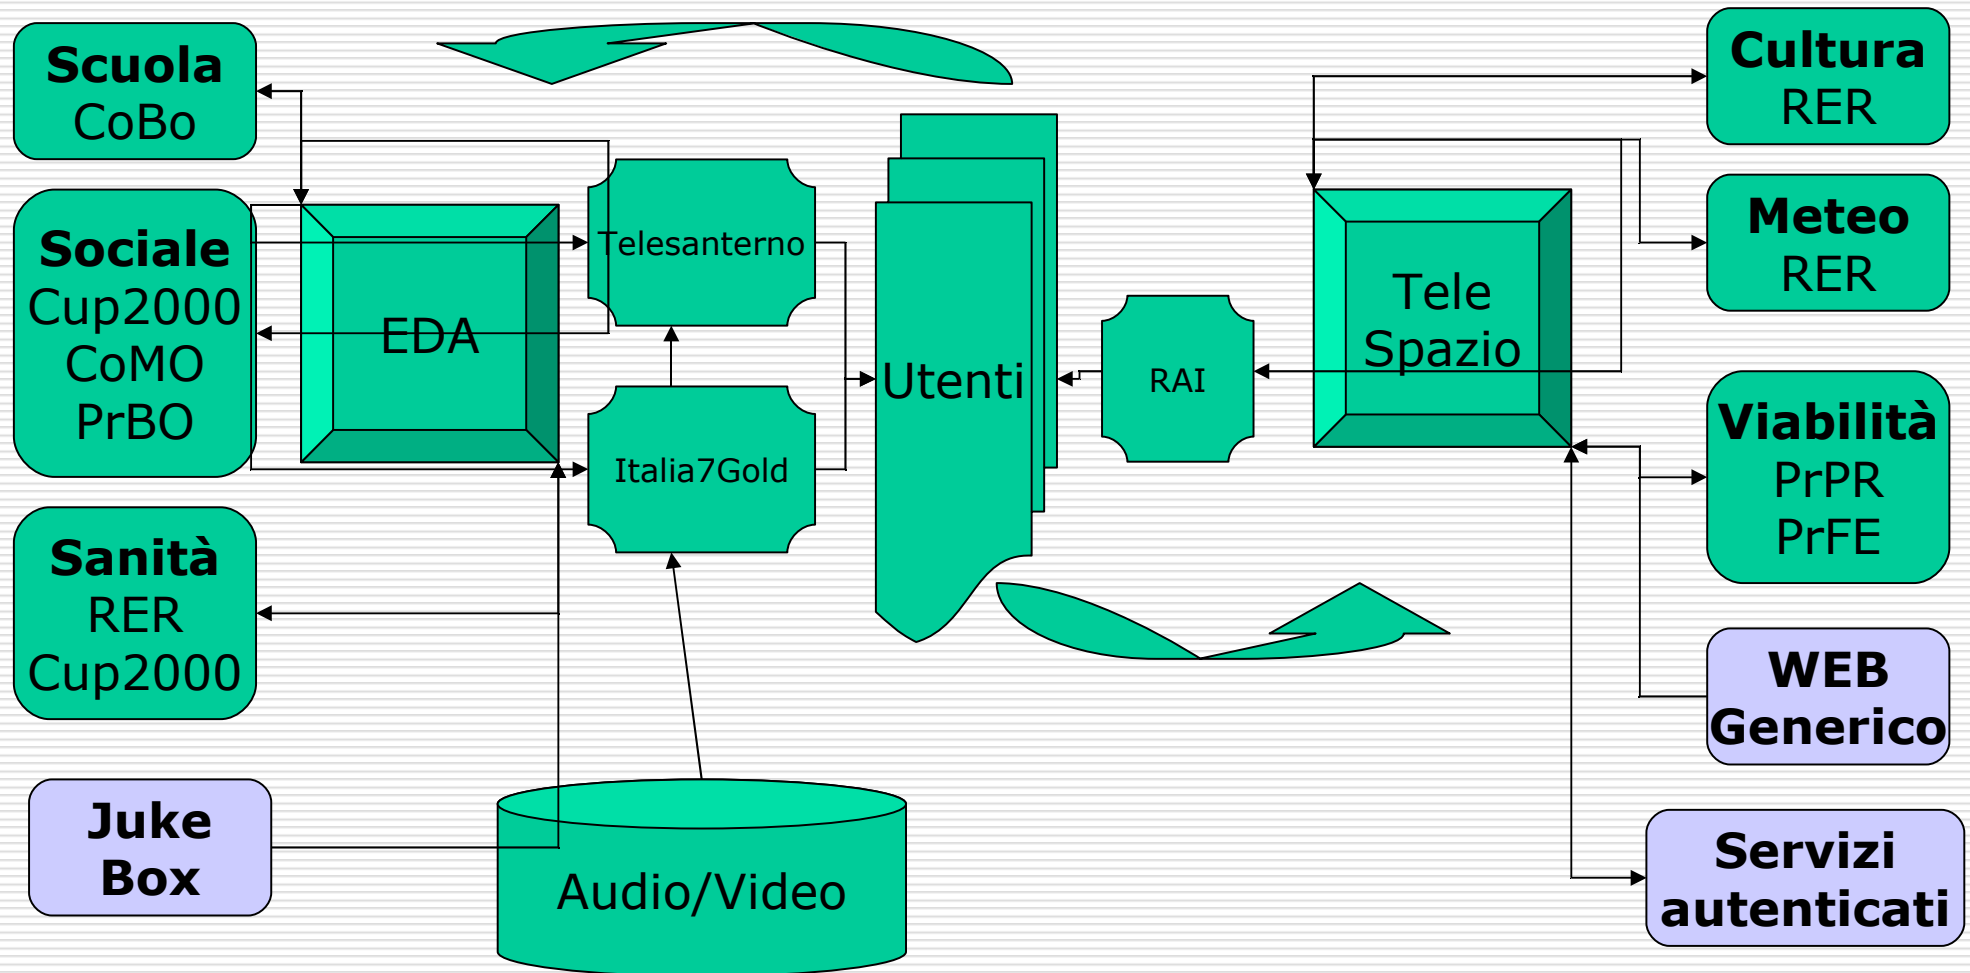 Scuola
CoBo
Sociale
Cup2000
CoMO
PrBO
Sanità
RER
Cup2000
Juke
Box
EDA
Telesanterno
Italia7Gold
Audio/Video
Utenti
RAI
Tele
Spazio
Cultura
RER
Meteo
RER
Viabilità
PrPR
PrFE
WEB
Generico
Servizi
autenticati